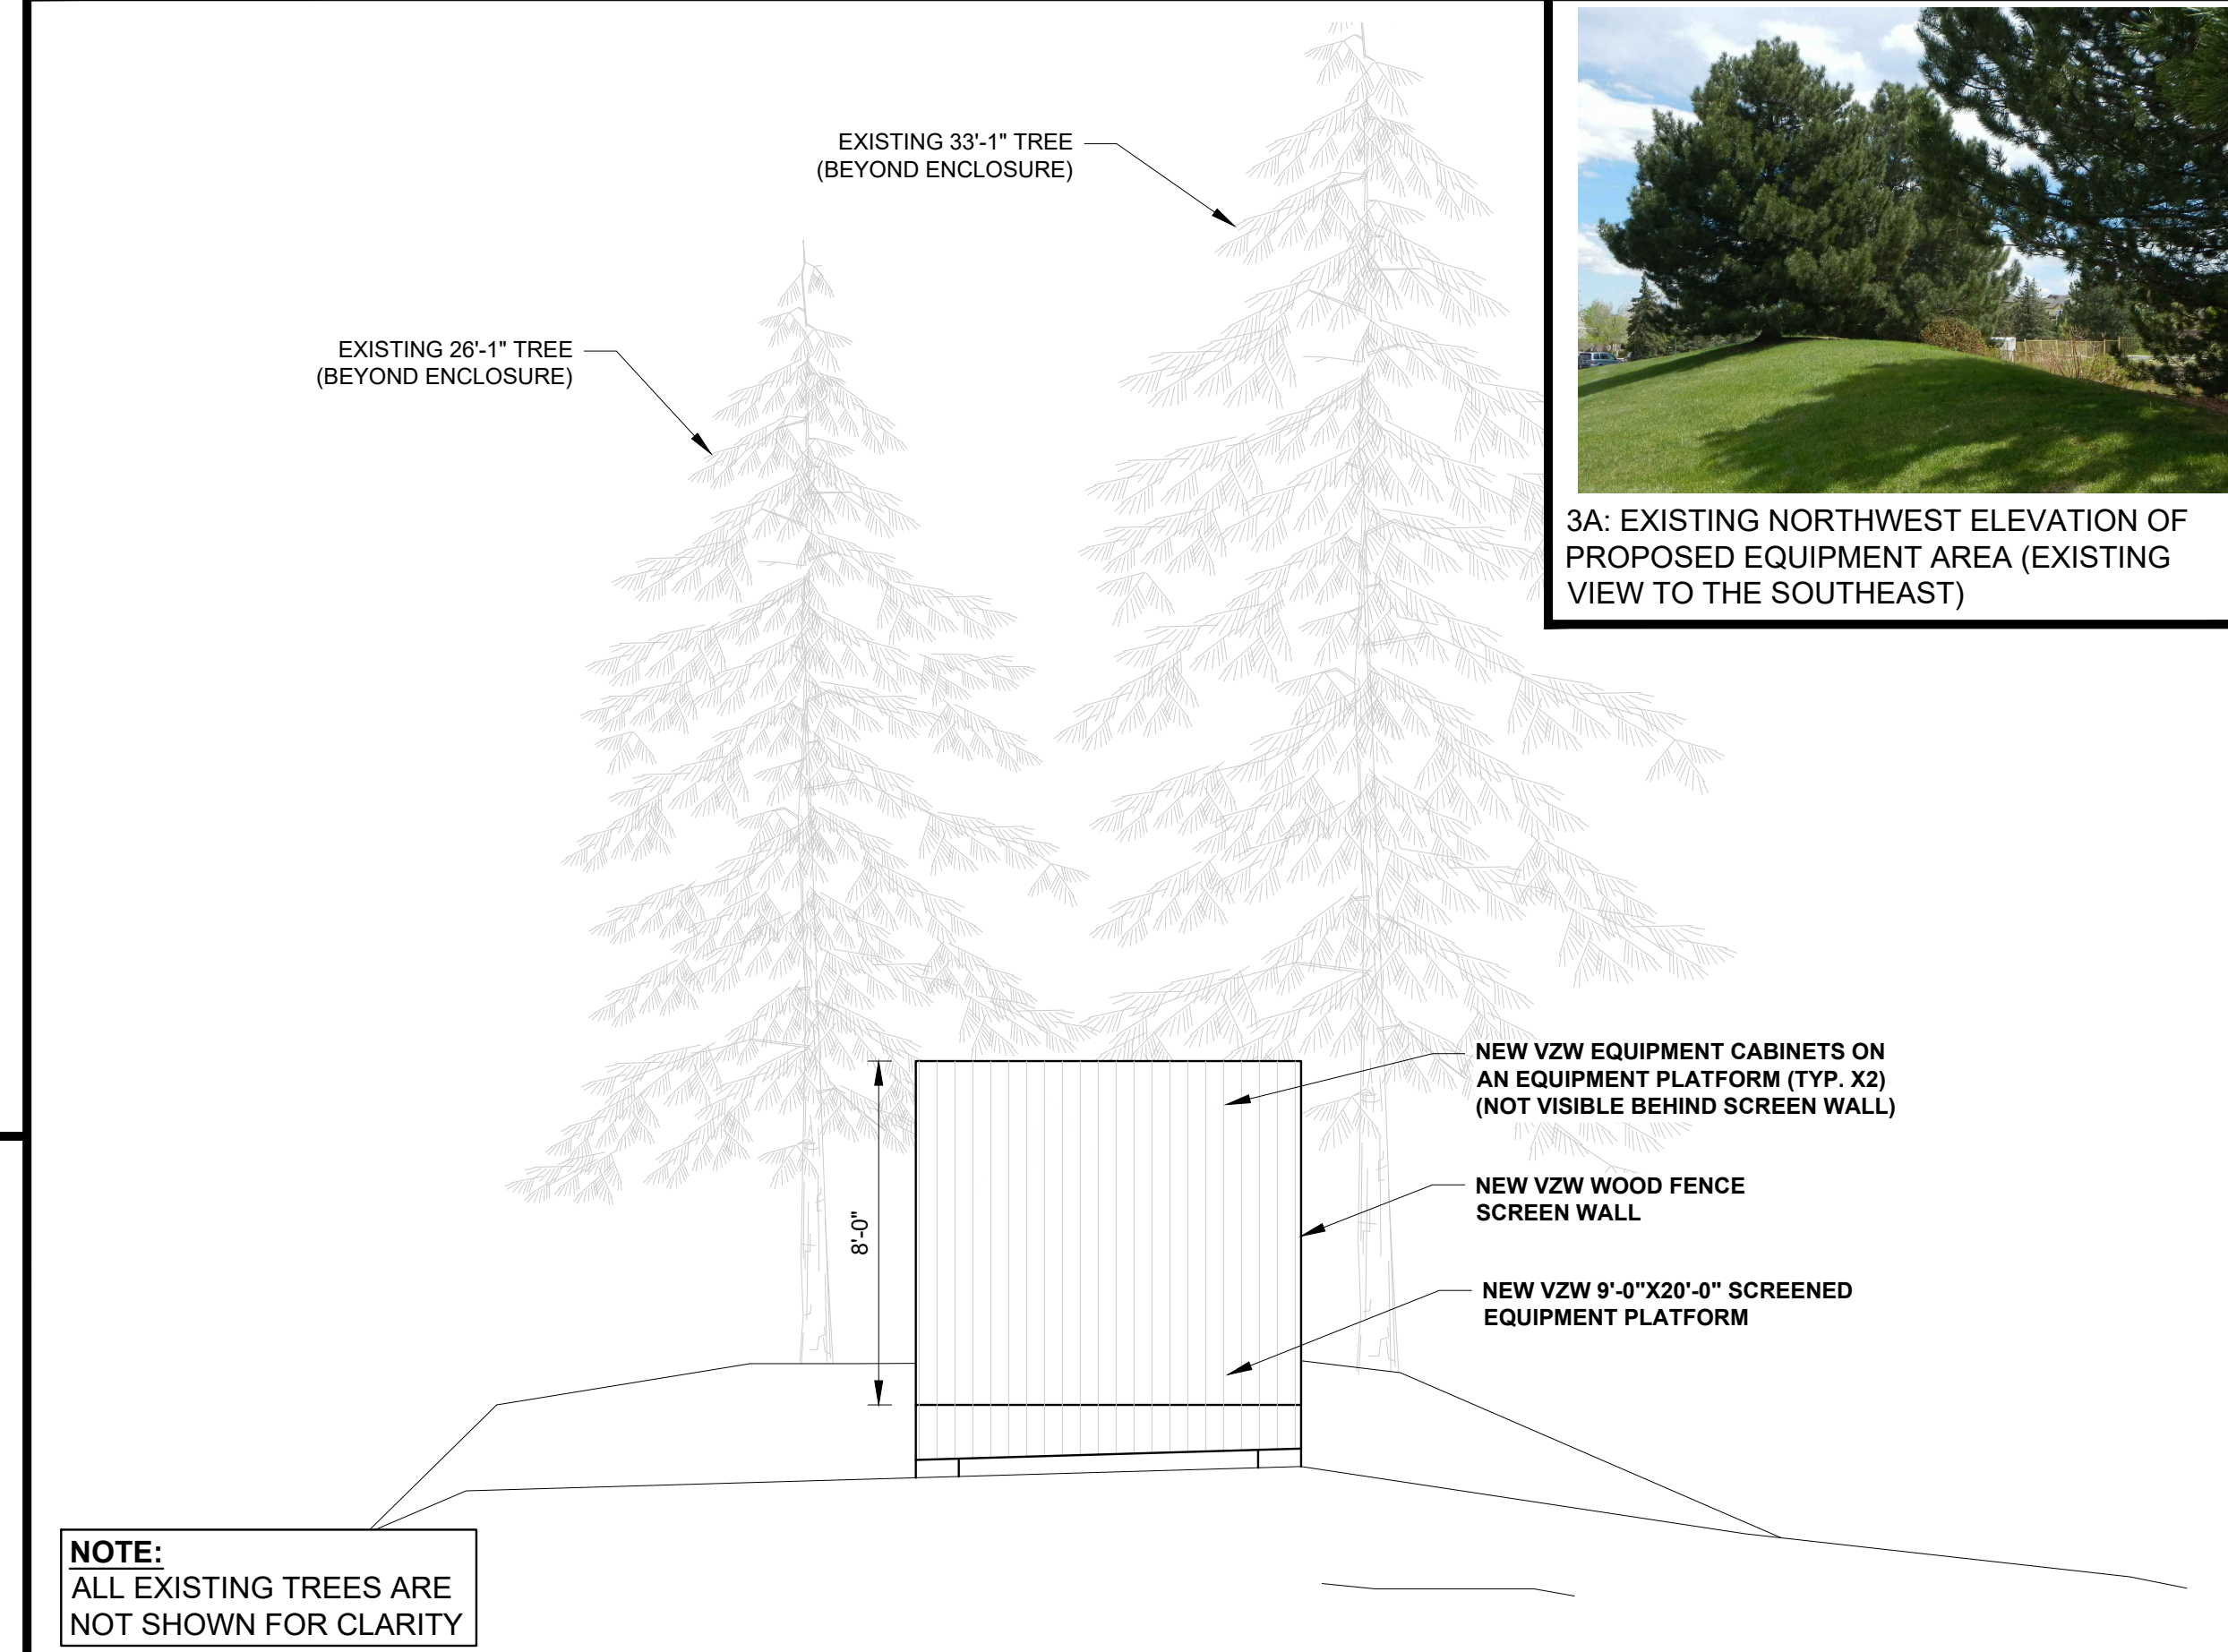 EXISTING 33'-1" TREE
(BEYOND ENCLOSURE)
EXISTING 26'-1" TREE
(BEYOND ENCLOSURE)
3A: EXISTING NORTHWEST ELEVATION OF
PROPOSED EQUIPMENT AREA (EXISTING
VIEW TO THE SOUTHEAST)
NEW VZW EQUIPMENT CABINETS ON
AN EQUIPMENT PLATFORM (TYP. X2)
(NOT VISIBLE BEHIND SCREEN WALL)
NEW VZW WOOD FENCE
SCREEN WALL
8'-0"
NEW VZW 9'-0"X20'-0" SCREENED
EQUIPMENT PLATFORM
NOTE:
ALL EXISTING TREES ARE
NOT SHOWN FOR CLARITY